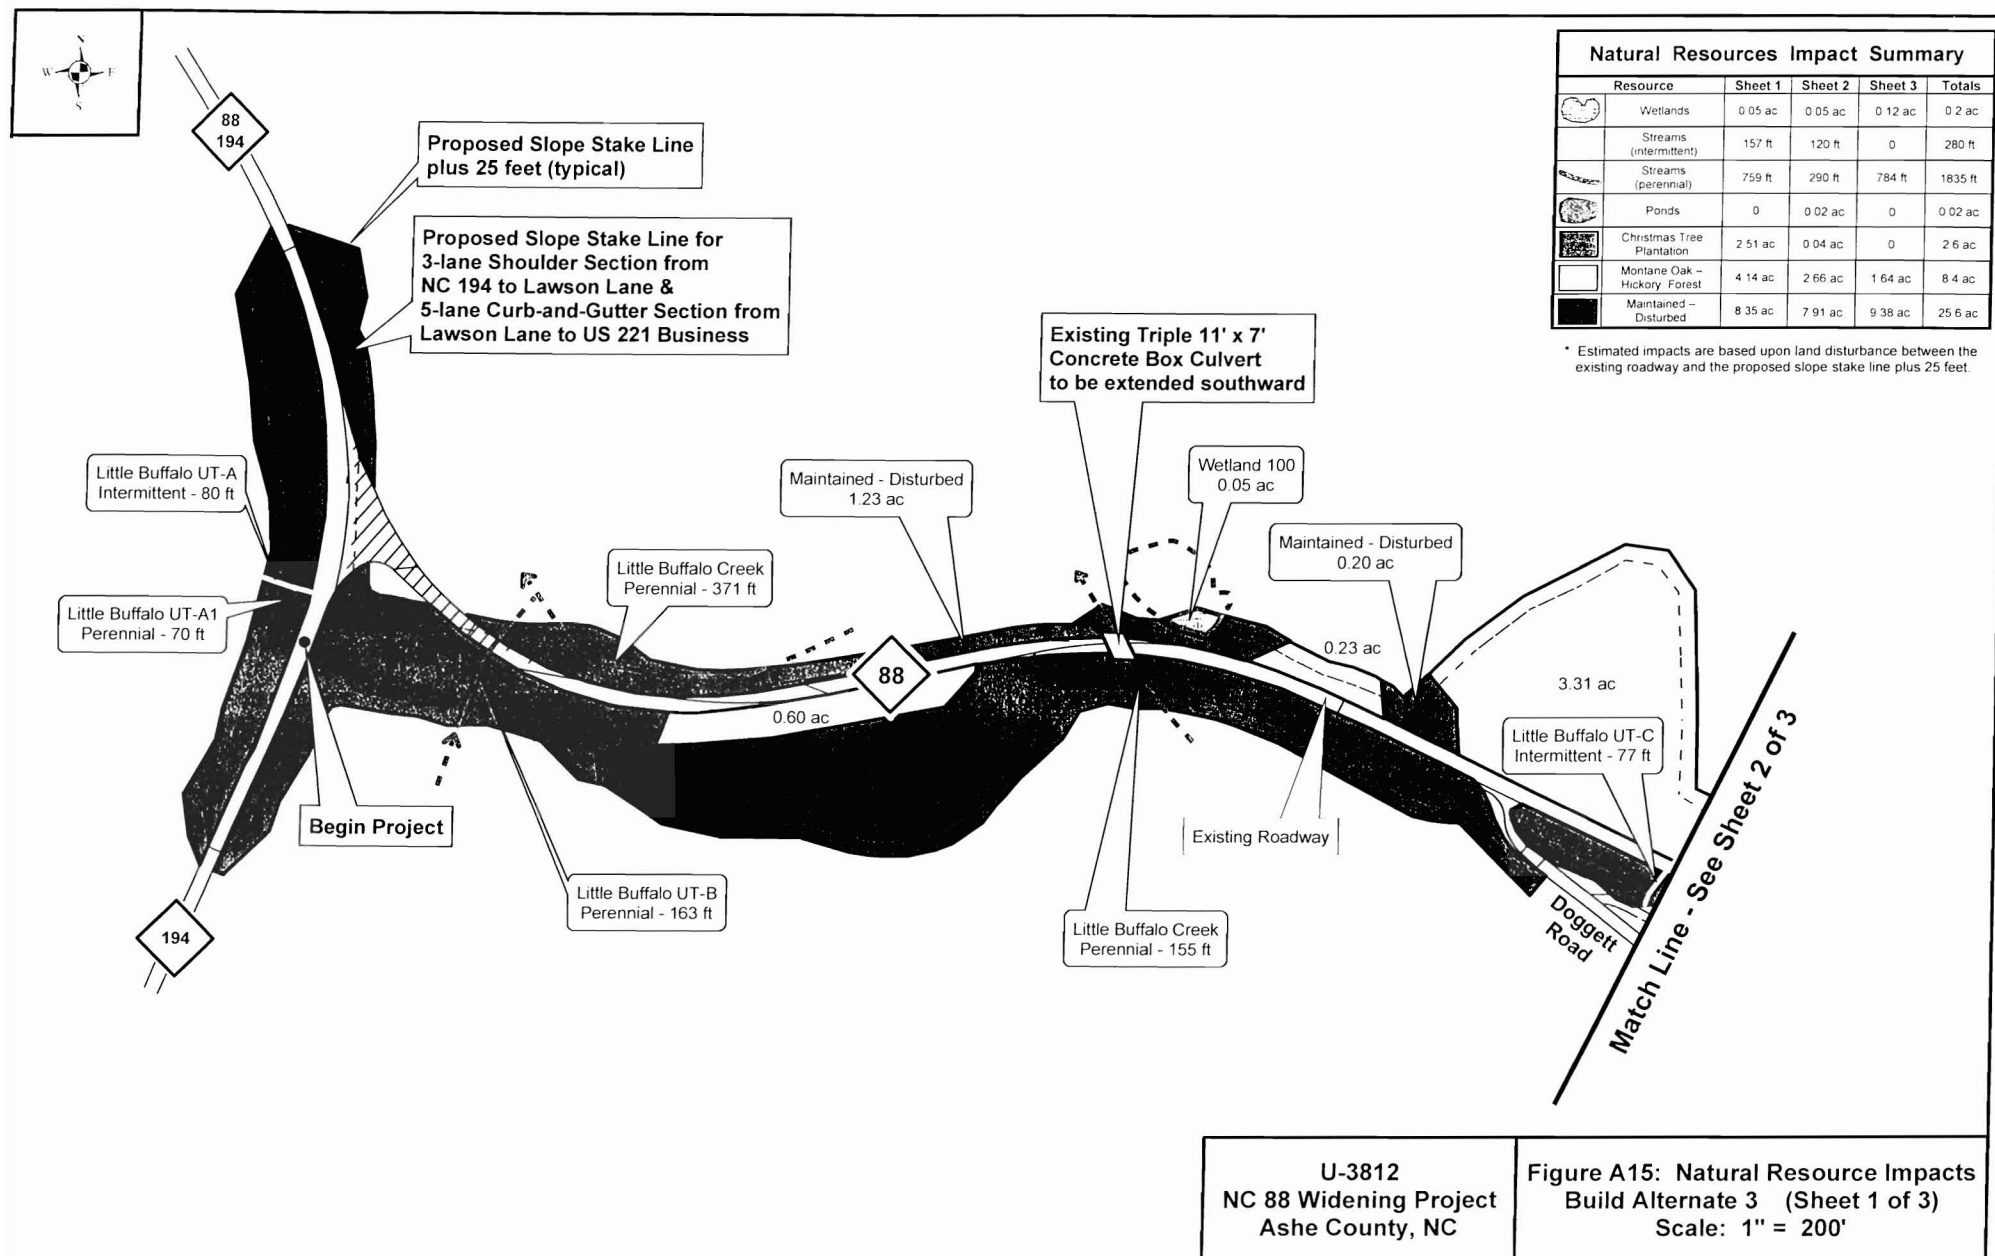 N
W E
S
88
194
Proposed Slope Stake Line
plus 25 feet (typical)
Proposed Slope Stake Line for
3-lane Shoulder Section from
NC 194 to Lawson Lane &
5-lane Curb-and-Gutter Section from
Lawson Lane to US 221 Business
Natural Resources Impact Summary
Resource Sheet 1 Sheet 2 Sheet 3 Totals
Wetlands 0 05 ac 0 05 ac 0 12 ac 0 2 ac
Streams
(intermittent) 157 ft 120 ft 0 280 ft
Streams
(perennial) 759 ft 290 ft 784 ft 1835 ft
Ponds 0 0 02 ac 0 0 02 ac
Christmas Tree
Plantation 2 51 ac 0 04 ac 0 2 6 ac
Montane Oak –
Hickory Forest 4 14 ac 2 66 ac 1 64 ac 8 4 ac
Maintained –
Disturbed 8 35 ac 7 91 ac 9 38 ac 25 6 ac
* Estimated impacts are based upon land disturbance between the
existing roadway and the proposed slope stake line plus 25 feet.
Existing Triple 11' x 7'
Concrete Box Culvert
to be extended southward
Little Buffalo UT-A
Intermittent - 80 ft
Maintained - Disturbed
1.23 ac
Wetland 100
0.05 ac
Maintained - Disturbed
0.20 ac
Little Buffalo Creek
Perennial - 371 ft
Little Buffalo UT-A1
Perennial - 70 ft
88
0.23 ac
3.31 ac
0.60 ac
Little Buffalo UT-C
Intermittent - 77 ft
Begin Project
Existing Roadway
Little Buffalo UT-B
Perennial - 163 ft
Little Buffalo Creek
Perennial - 155 ft
194
Doggett
Road
Match Line - See Sheet 2 of 3
U-3812
NC 88 Widening Project
Ashe County, NC
Figure A15: Natural Resource Impacts
Build Alternate 3 (Sheet 1 of 3)
Scale: 1" = 200'